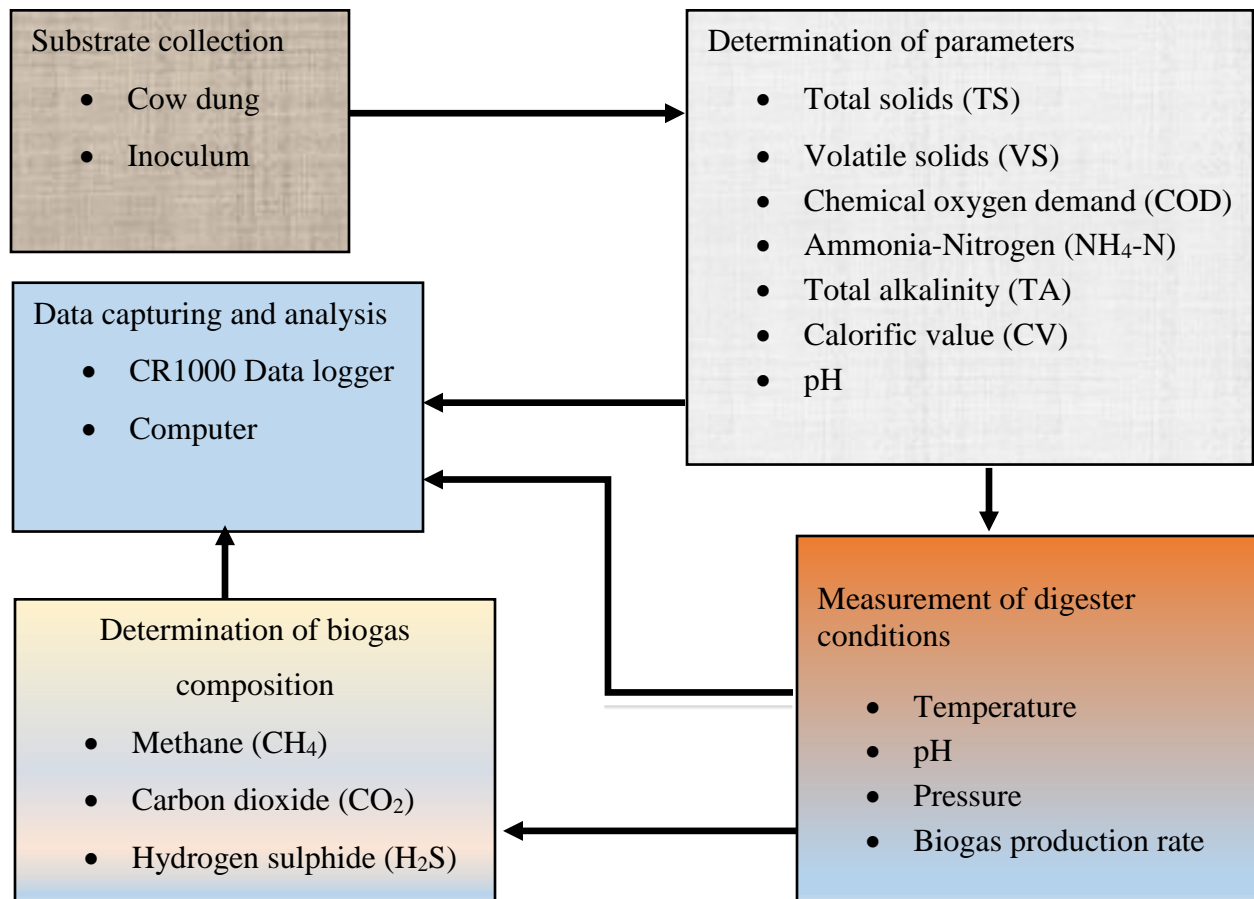 Substrate collection
• Cow dung
• Inoculum
Determination of parameters
• Total solids (TS)
• Volatile solids (VS)
• Chemical oxygen demand (COD)
• Ammonia-Nitrogen (NH₄-N)
• Total alkalinity (TA)
• Calorific value (CV)
• pH
Data capturing and analysis
• CR1000 Data logger
• Computer
Measurement of digester
conditions
• Temperature
• pH
• Pressure
• Biogas production rate
Determination of biogas
composition
• Methane (CH₄)
• Carbon dioxide (CO₂)
• Hydrogen sulphide (H₂S)